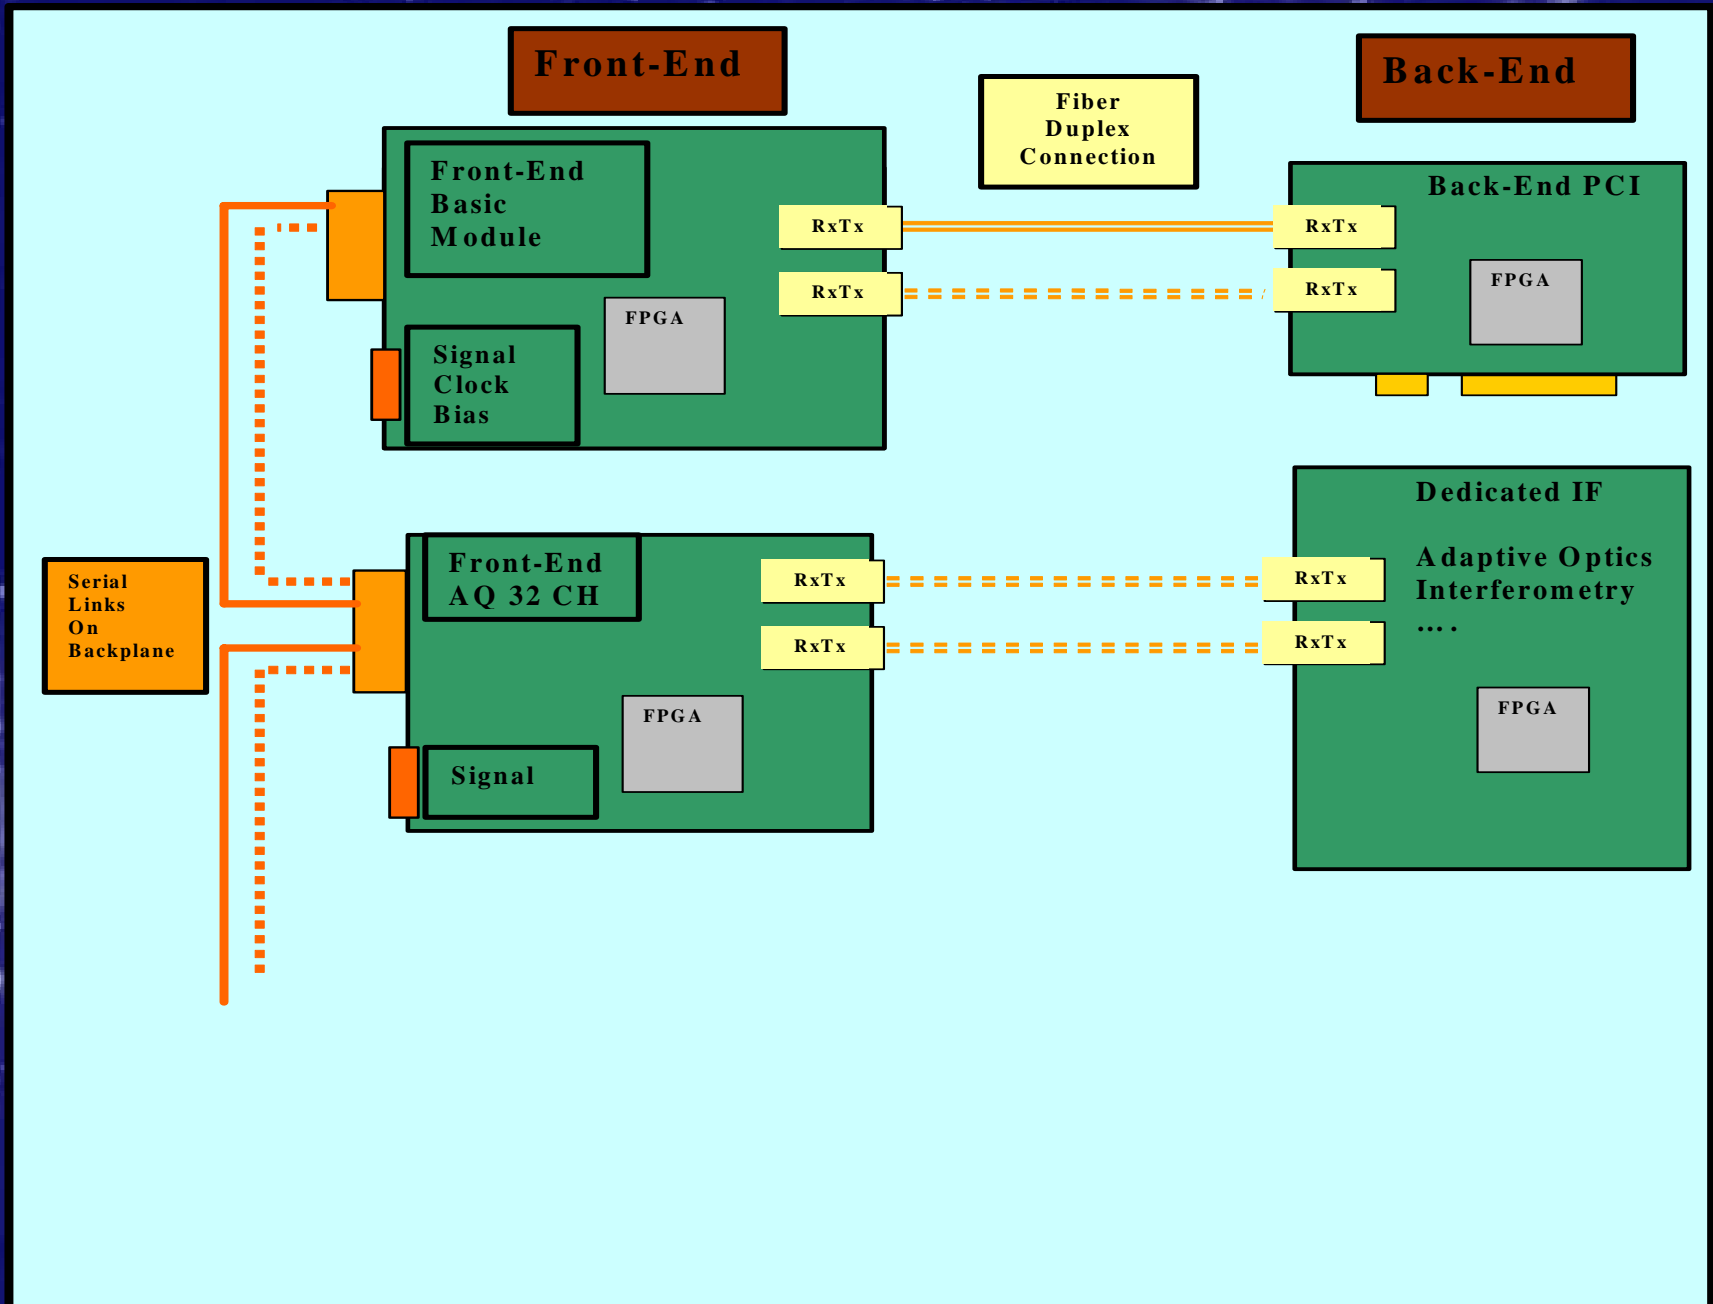 Front-End
Back-End
Fiber
Duplex
Connection
Front-End
Basic
Module
RxTx
RxTx
FPGA
Signal
Clock
Bias
Back-End PCI
RxTx
RxTx
FPGA
Serial
Links
On
Backplane
Front-End
AQ 32 CH
RxTx
RxTx
FPGA
Signal
Dedicated IF
Adaptive Optics
Interferometry
....
RxTx
RxTx
FPGA